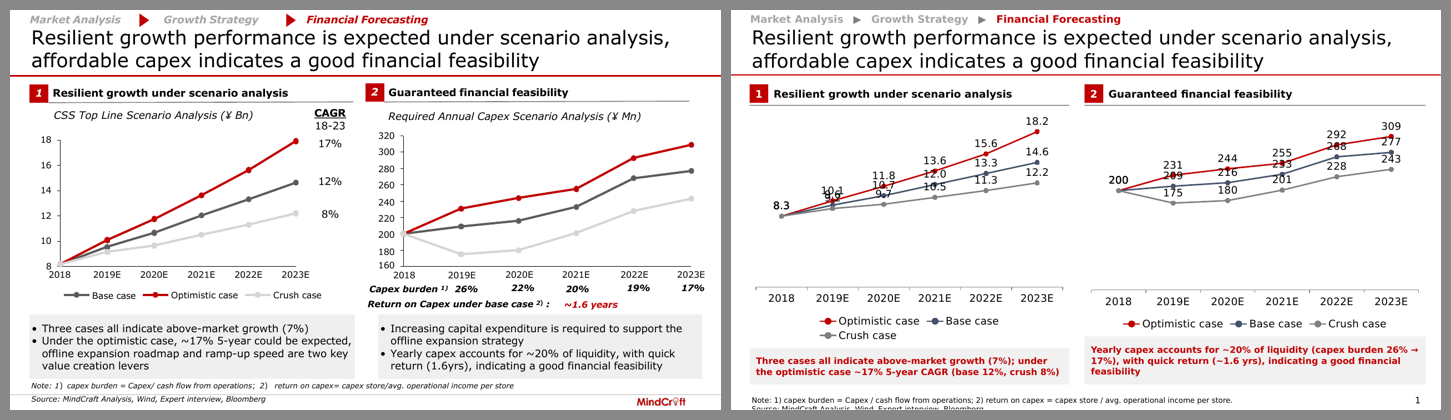 Market Analysis Growth Strategy Financial Forecasting
Resilient growth performance is expected under scenario analysis,
affordable capex indicates a good financial feasibility
1 Resilient growth under scenario analysis
CSS Top Line Scenario Analysis (¥ Bn)
CAGR
18-23
18
16
14
12
10
8
17%
12%
8%
2018 2019E 2020E 2021E 2022E 2023E
Base case Optimistic case Crush case
• Three cases all indicate above-market growth (7%)
• Under the optimistic case, ~17% 5-year could be expected,
offline expansion roadmap and ramp-up speed are two key
value creation levers
2 Guaranteed financial feasibility
Required Annual Capex Scenario Analysis (¥ Mn)
320
300
280
260
240
220
200
180
160
2018 2019E 2020E 2021E 2022E 2023E
Capex burden 1) 26% 22% 20% 19% 17%
Return on Capex under base case 2) : ~1.6 years
• Increasing capital expenditure is required to support the
offline expansion strategy
• Yearly capex accounts for ~20% of liquidity, with quick
return (1.6yrs), indicating a good financial feasibility
Note: 1) capex burden = Capex/ cash flow from operations; 2) return on capex= capex store/avg. operational income per store
Source: MindCraft Analysis, Wind, Expert interview, Bloomberg
MindCraft
Market Analysis ▶ Growth Strategy ▶ Financial Forecasting
Resilient growth performance is expected under scenario analysis,
affordable capex indicates a good financial feasibility
1 Resilient growth under scenario analysis
8.3
10.1 11.8 13.6 15.6 18.2
9.6 10.7 12.0 13.3 14.6
9.7 10.5 11.3 12.2
2018 2019E 2020E 2021E 2022E 2023E
Optimistic case Base case
Crush case
Three cases all indicate above-market growth (7%); under
the optimistic case ~17% 5-year CAGR (base 12%, crush 8%)
2 Guaranteed financial feasibility
200
231 244 255 292 309
209 216 233 268 277
175 180 201 228 243
2018 2019E 2020E 2021E 2022E 2023E
Optimistic case Base case Crush case
Yearly capex accounts for ~20% of liquidity (capex burden 26% →
17%), with quick return (~1.6 yrs), indicating a good financial
feasibility
Note: 1) capex burden = Capex / cash flow from operations; 2) return on capex = capex store / avg. operational income per store.
Source: MindCraft Analysis, Wind, Expert interview, Bloomberg
1